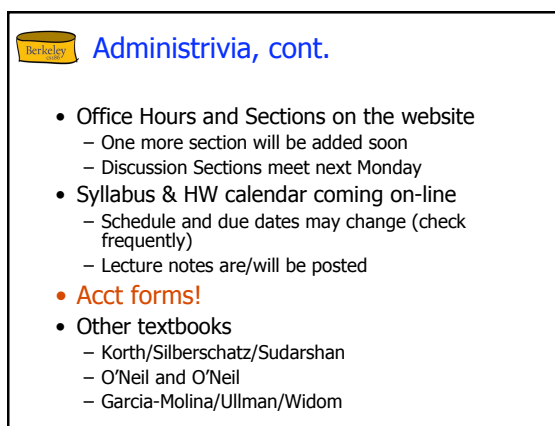 Berkeley
cs186
Administrivia, cont.
• Office Hours and Sections on the website
– One more section will be added soon
– Discussion Sections meet next Monday
• Syllabus & HW calendar coming on-line
– Schedule and due dates may change (check
frequently)
– Lecture notes are/will be posted
• Acct forms!
• Other textbooks
– Korth/Silberschatz/Sudarshan
– O'Neil and O'Neil
– Garcia-Molina/Ullman/Widom